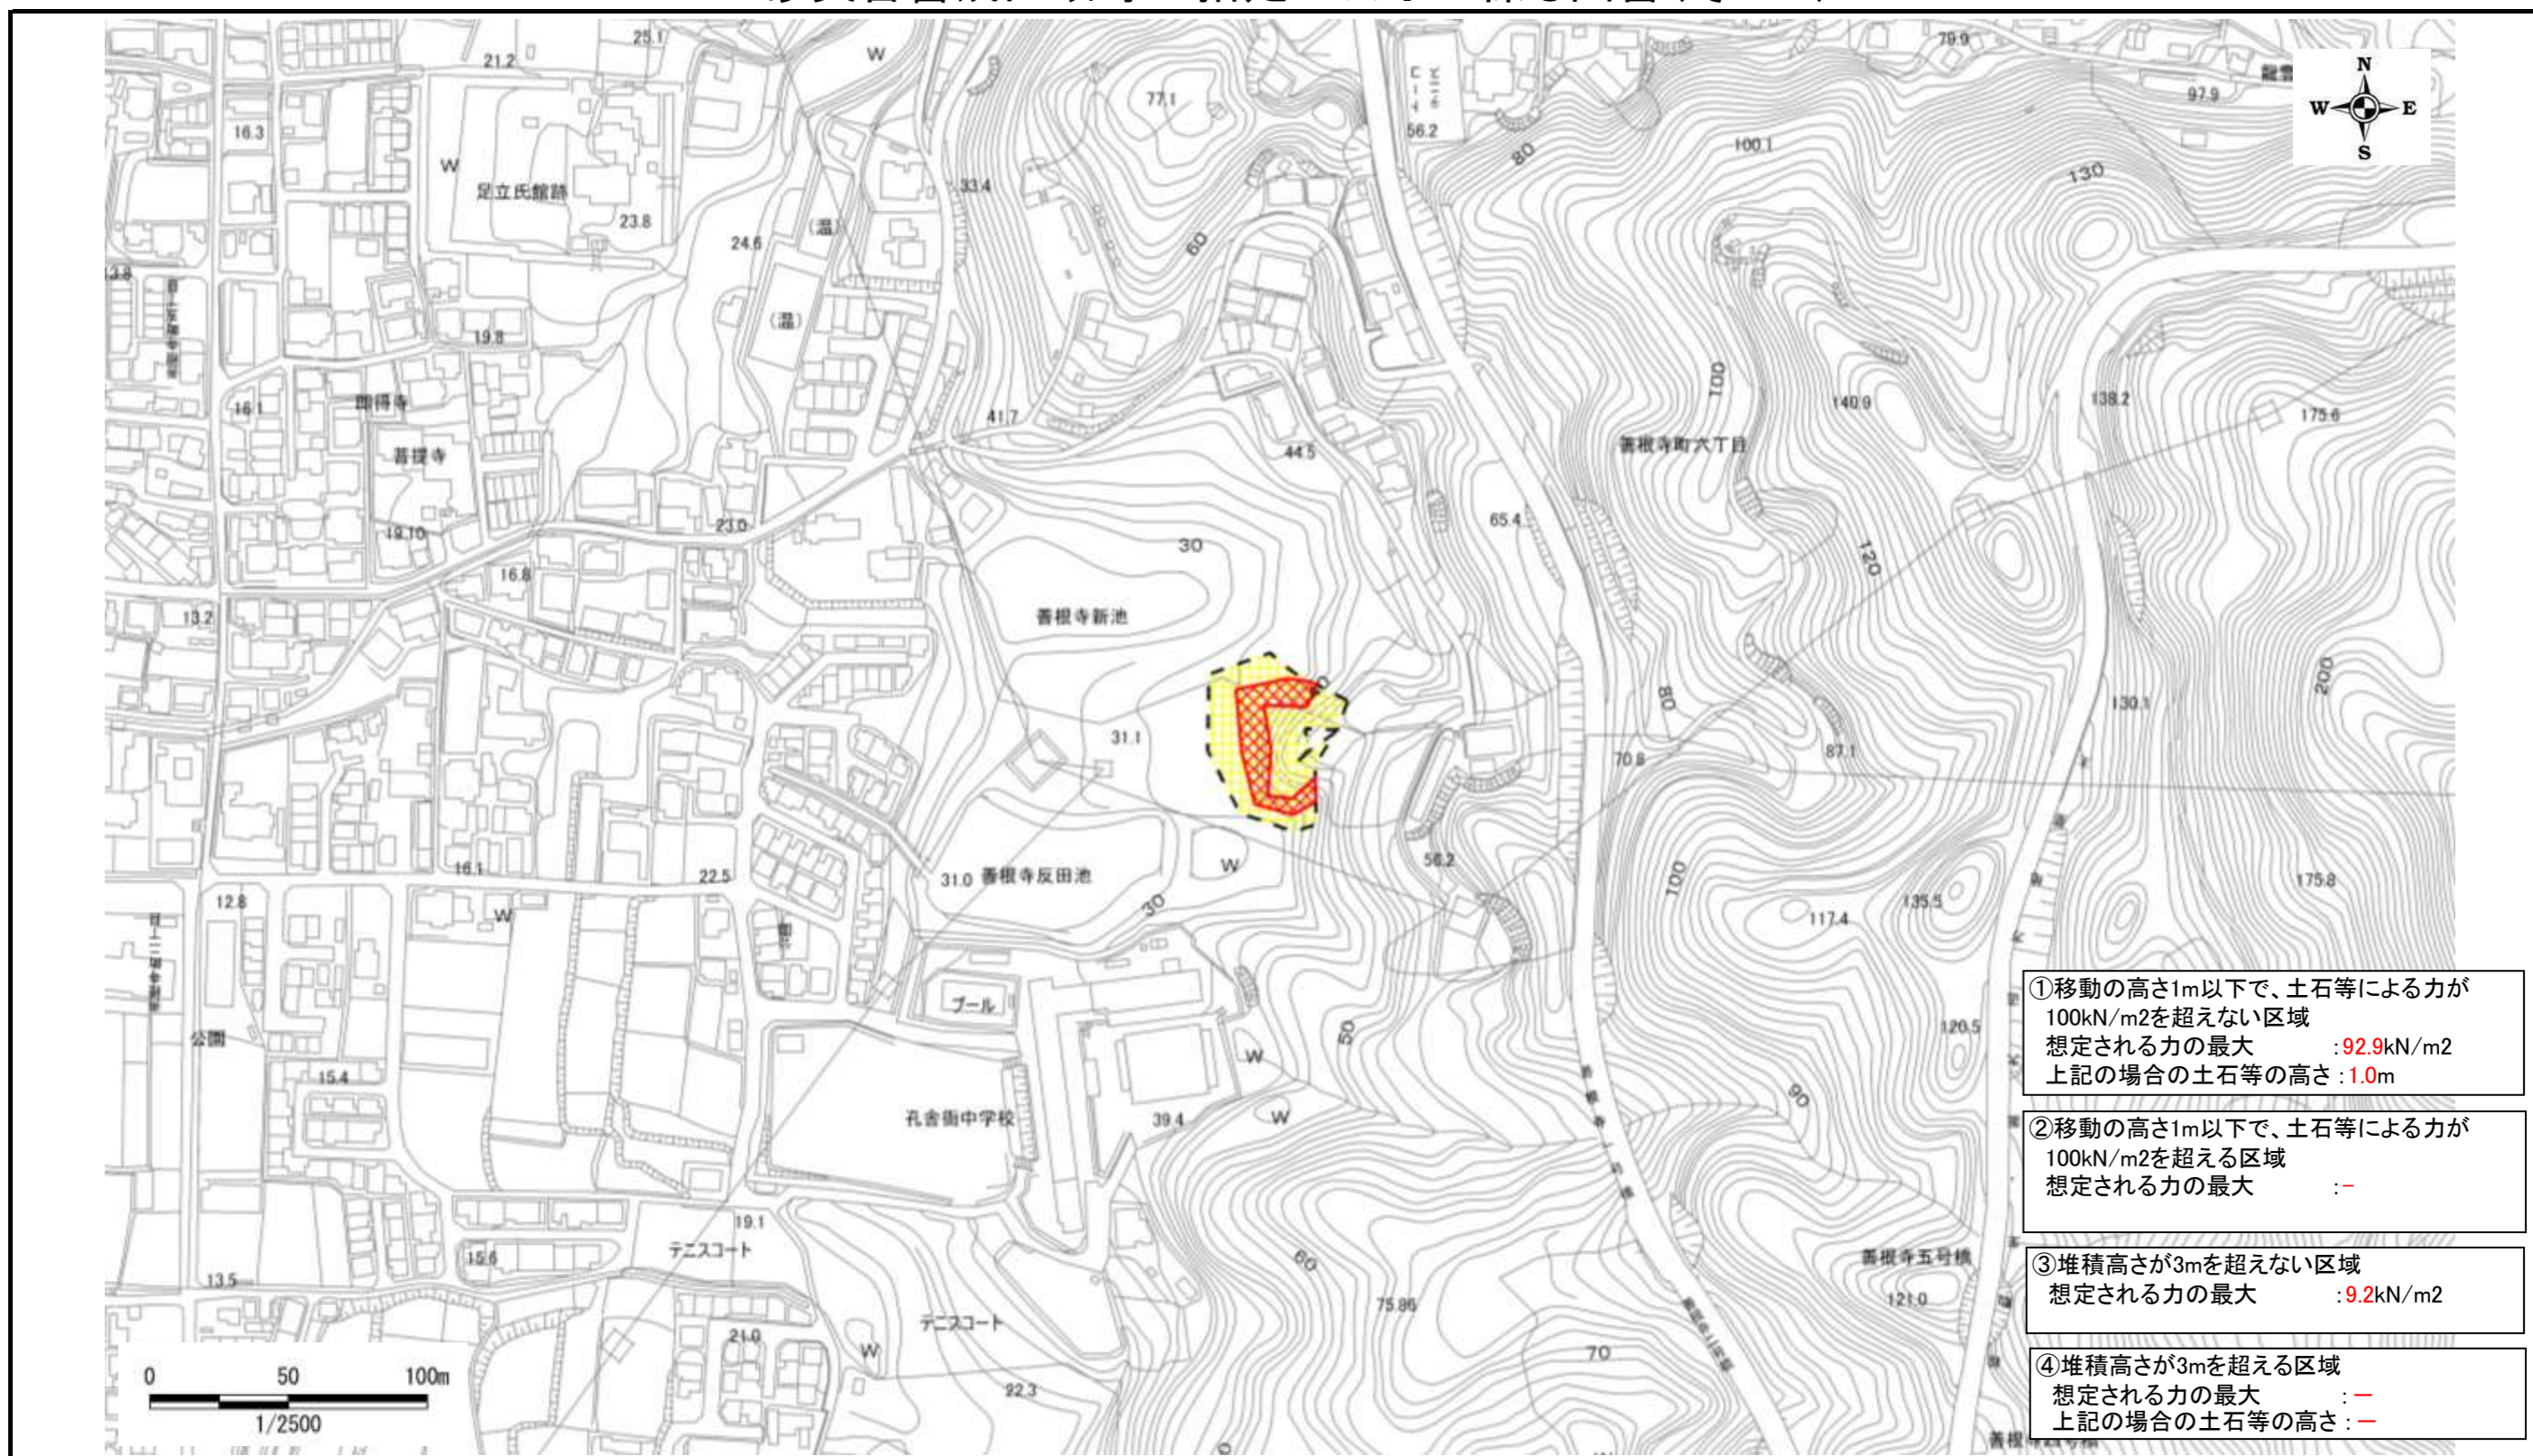 25.1
21.2
W
79.9
77.1
97.9
N
W
E
S
16.3
56.2
80
100.1
130
W
足立氏館跡
33.4
23.8
24.6
(温)
60
13.8
(温)
19.8
100
138.2
140.9
175.6
16.1
即得寺
41.7
善根寺町六丁目
菩提寺
44.5
65.4
19.10
23.0
30
120
16.8
13.2
善根寺新池
200
80
130.1
31.1
70.8
87.1
16.1
22.5
31.0 善根寺反田池
W
56.2
100
175.8
12.8
W
30
135.5
117.4
プール
公園
50
120.5
W
15.4
90
孔舎衙中学校
39.4
W
19.1
テニスコート
15.6
13.5
60
善根寺五号橋
75.86
121.0
テニスコート
21.0
W
70
22.3
①移動の高さ1m以下で、土石等による力が
100kN/m2を超えない区域
想定される力の最大 :92.9kN/m2
上記の場合の土石等の高さ:1.0m
②移動の高さ1m以下で、土石等による力が
100kN/m2を超える区域
想定される力の最大 :-
③堆積高さが3mを超えない区域
想定される力の最大 :9.2kN/m2
④堆積高さが3mを超える区域
想定される力の最大 :－
上記の場合の土石等の高さ:－
0 50 100m
1/2500